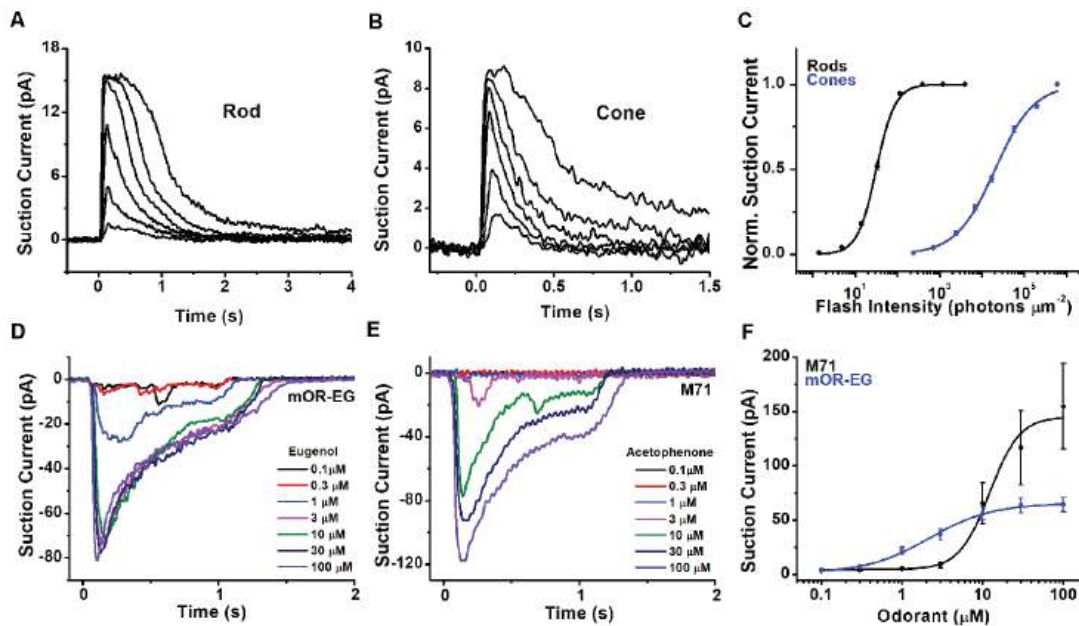 A
Suction Current (pA)
18
12
6
0
Rod
0
1
2
3
4
Time (s)
B
Suction Current (pA)
10
8
6
4
2
0
Cone
0.0
0.5
1.0
1.5
Time (s)
C
Norm. Suction Current
1.0
0.5
0.0
Rods
Cones
10¹
10³
10⁵
Flash Intensity (photons μm⁻²)
D
Suction Current (pA)
0
-20
-40
-60
-80
mOR-EG
Eugenol
0.1μM
0.3 μM
1 μM
3 μM
10 μM
30 μM
100 μM
0
1
2
Time (s)
E
Suction Current (pA)
0
-40
-80
-120
M71
Acetophenone
0.1μM
0.3 μM
1 μM
3 μM
10 μM
30 μM
100 μM
0
1
2
Time (s)
F
Suction Current (pA)
200
150
100
50
0
M71
mOR-EG
0.1
1
10
100
Odorant (μM)